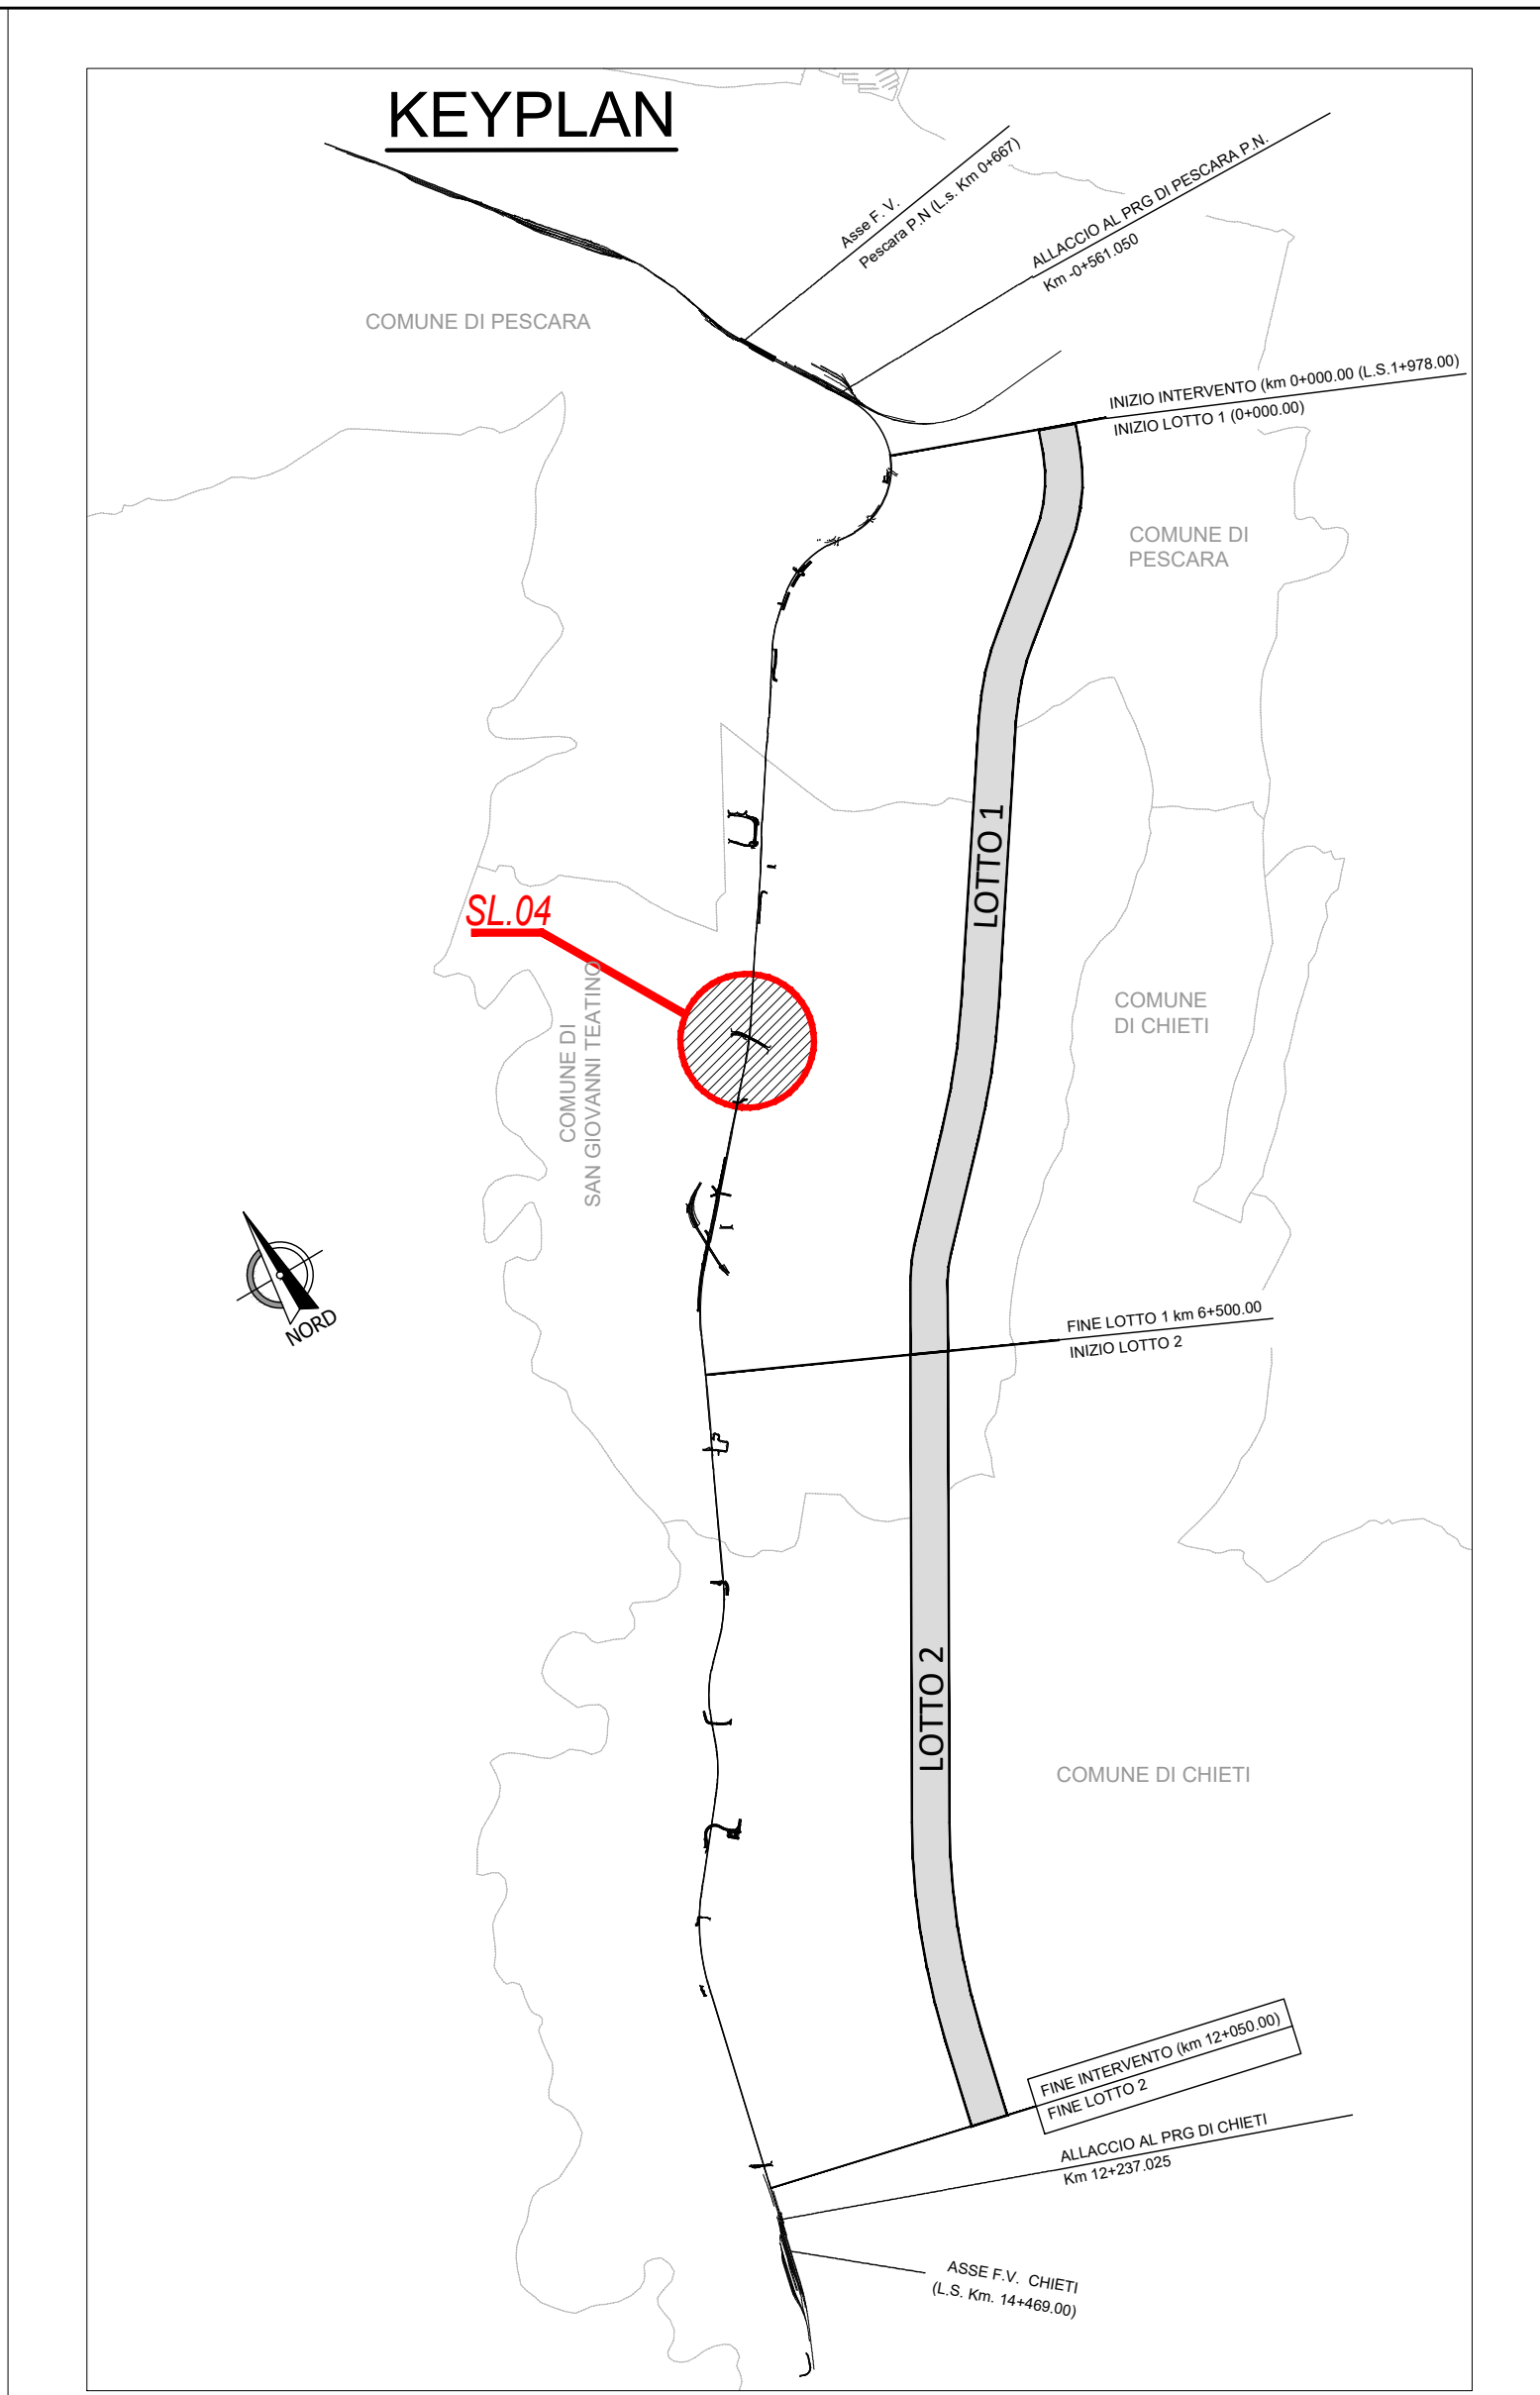 KEYPLAN
Asse F. V.
Pescara P.N (L.s. Km 0+667)
ALLACCIO AL PRG DI PESCARA P.N.
Km -0+561.050
COMUNE DI PESCARA
INIZIO INTERVENTO (km 0+000.00 (L.S.1+978.00)
INIZIO LOTTO 1 (0+000.00)
COMUNE DI
PESCARA
LOTTO 1
SL.04
COMUNE DI
SAN GIOVANNI TEATINO
COMUNE
DI CHIETI
NORD
FINE LOTTO 1 km 6+500.00
INIZIO LOTTO 2
LOTTO 2
COMUNE DI CHIETI
FINE INTERVENTO (km 12+050.00)
FINE LOTTO 2
ALLACCIO AL PRG DI CHIETI
Km 12+237.025
ASSE F.V. CHIETI
(L.S. Km. 14+469.00)